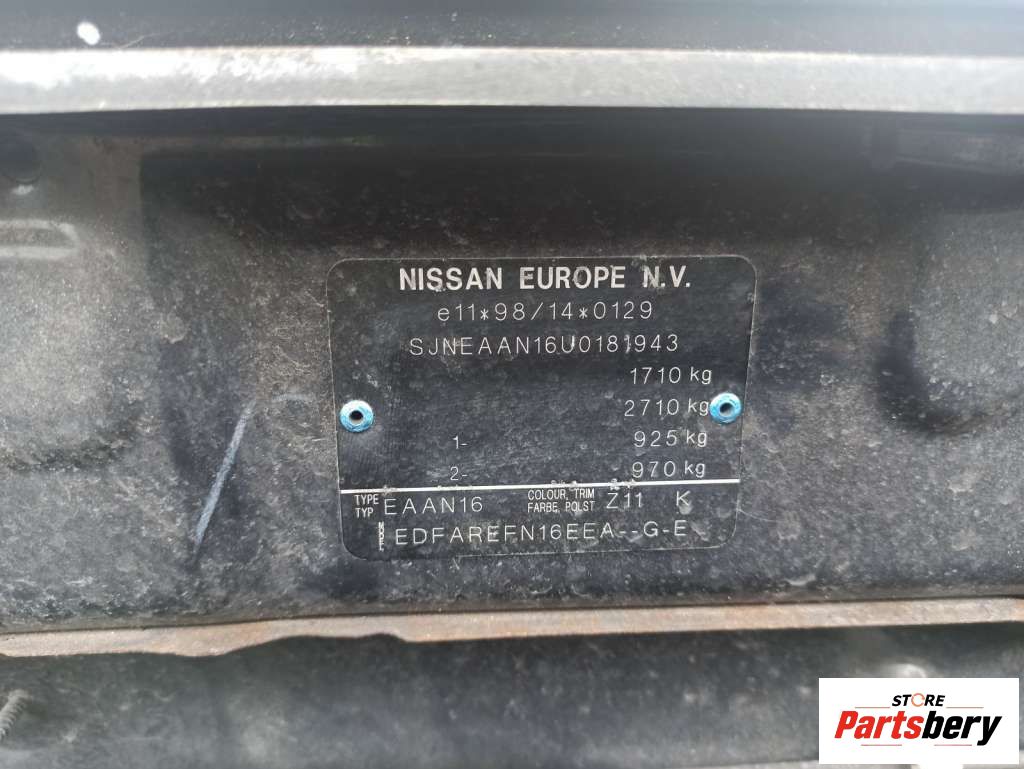 NISSAN EUROPE N.V.
e11*98/14*0129
SJNEAAN16U0181943
1710 kg
2710 kg
1- 925 kg
2- 970 kg
TYPE TYP EAAN16 COLOUR, TRIM FARBE, POLST Z11 K
MODEL EDFAREFN16EEA--G-E
STORE
Partsbery